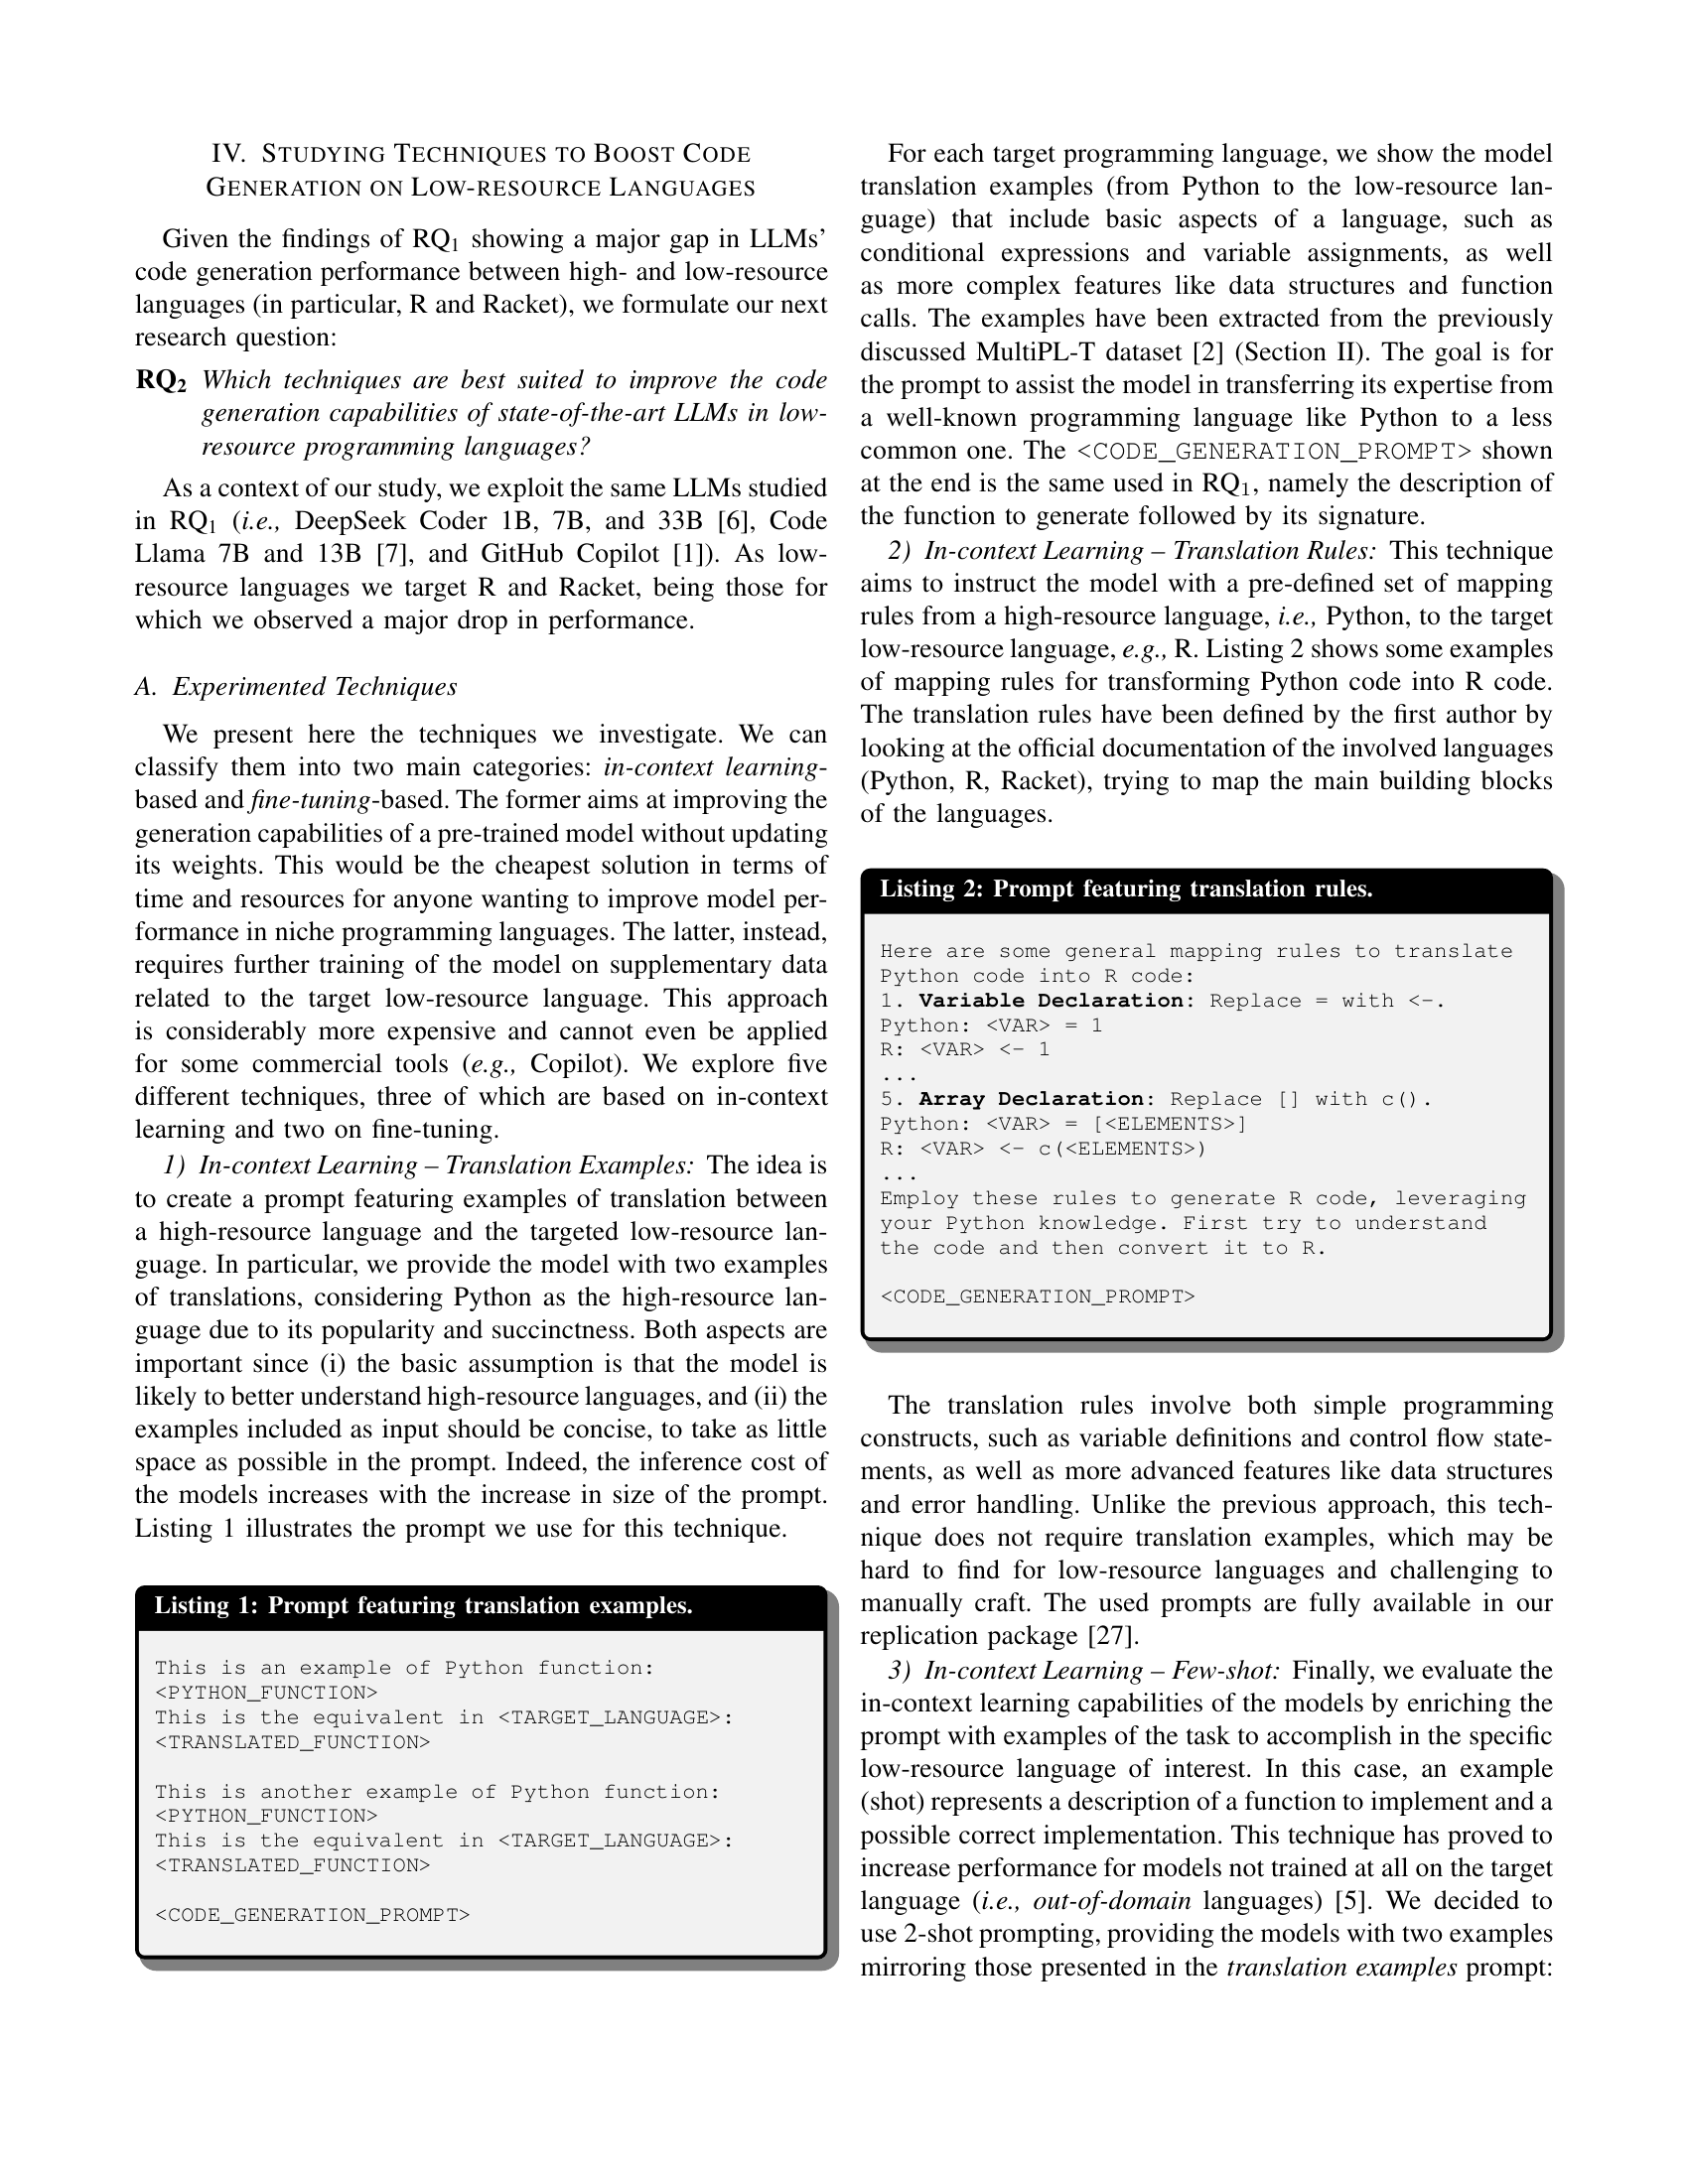 IV. STUDYING TECHNIQUES TO BOOST CODE
GENERATION ON LOW-RESOURCE LANGUAGES
Given the findings of RQ1 showing a major gap in LLMs'
code generation performance between high- and low-resource
languages (in particular, R and Racket), we formulate our next
research question:
RQ2 Which techniques are best suited to improve the code
generation capabilities of state-of-the-art LLMs in low-
resource programming languages?
As a context of our study, we exploit the same LLMs studied
in RQ1 (i.e., DeepSeek Coder 1B, 7B, and 33B [6], Code
Llama 7B and 13B [7], and GitHub Copilot [1]). As low-
resource languages we target R and Racket, being those for
which we observed a major drop in performance.
A. Experimented Techniques
We present here the techniques we investigate. We can
classify them into two main categories: in-context learning-
based and fine-tuning-based. The former aims at improving the
generation capabilities of a pre-trained model without updating
its weights. This would be the cheapest solution in terms of
time and resources for anyone wanting to improve model per-
formance in niche programming languages. The latter, instead,
requires further training of the model on supplementary data
related to the target low-resource language. This approach
is considerably more expensive and cannot even be applied
for some commercial tools (e.g., Copilot). We explore five
different techniques, three of which are based on in-context
learning and two on fine-tuning.
1) In-context Learning – Translation Examples: The idea is
to create a prompt featuring examples of translation between
a high-resource language and the targeted low-resource lan-
guage. In particular, we provide the model with two examples
of translations, considering Python as the high-resource lan-
guage due to its popularity and succinctness. Both aspects are
important since (i) the basic assumption is that the model is
likely to better understand high-resource languages, and (ii) the
examples included as input should be concise, to take as little
space as possible in the prompt. Indeed, the inference cost of
the models increases with the increase in size of the prompt.
Listing 1 illustrates the prompt we use for this technique.
Listing 1: Prompt featuring translation examples.
This is an example of Python function:
<PYTHON_FUNCTION>
This is the equivalent in <TARGET_LANGUAGE>:
<TRANSLATED_FUNCTION>
This is another example of Python function:
<PYTHON_FUNCTION>
This is the equivalent in <TARGET_LANGUAGE>:
<TRANSLATED_FUNCTION>
<CODE_GENERATION_PROMPT>
For each target programming language, we show the model
translation examples (from Python to the low-resource lan-
guage) that include basic aspects of a language, such as
conditional expressions and variable assignments, as well
as more complex features like data structures and function
calls. The examples have been extracted from the previously
discussed MultiPL-T dataset [2] (Section II). The goal is for
the prompt to assist the model in transferring its expertise from
a well-known programming language like Python to a less
common one. The <CODE_GENERATION_PROMPT> shown
at the end is the same used in RQ1, namely the description of
the function to generate followed by its signature.
2) In-context Learning – Translation Rules: This technique
aims to instruct the model with a pre-defined set of mapping
rules from a high-resource language, i.e., Python, to the target
low-resource language, e.g., R. Listing 2 shows some examples
of mapping rules for transforming Python code into R code.
The translation rules have been defined by the first author by
looking at the official documentation of the involved languages
(Python, R, Racket), trying to map the main building blocks
of the languages.
Listing 2: Prompt featuring translation rules.
Here are some general mapping rules to translate
Python code into R code:
1. Variable Declaration: Replace = with <-.
Python: <VAR> = 1
R: <VAR> <- 1
...
5. Array Declaration: Replace [] with c().
Python: <VAR> = [<ELEMENTS>]
R: <VAR> <- c(<ELEMENTS>)
...
Employ these rules to generate R code, leveraging
your Python knowledge. First try to understand
the code and then convert it to R.
<CODE_GENERATION_PROMPT>
The translation rules involve both simple programming
constructs, such as variable definitions and control flow state-
ments, as well as more advanced features like data structures
and error handling. Unlike the previous approach, this tech-
nique does not require translation examples, which may be
hard to find for low-resource languages and challenging to
manually craft. The used prompts are fully available in our
replication package [27].
3) In-context Learning – Few-shot: Finally, we evaluate the
in-context learning capabilities of the models by enriching the
prompt with examples of the task to accomplish in the specific
low-resource language of interest. In this case, an example
(shot) represents a description of a function to implement and a
possible correct implementation. This technique has proved to
increase performance for models not trained at all on the target
language (i.e., out-of-domain languages) [5]. We decided to
use 2-shot prompting, providing the models with two examples
mirroring those presented in the translation examples prompt: